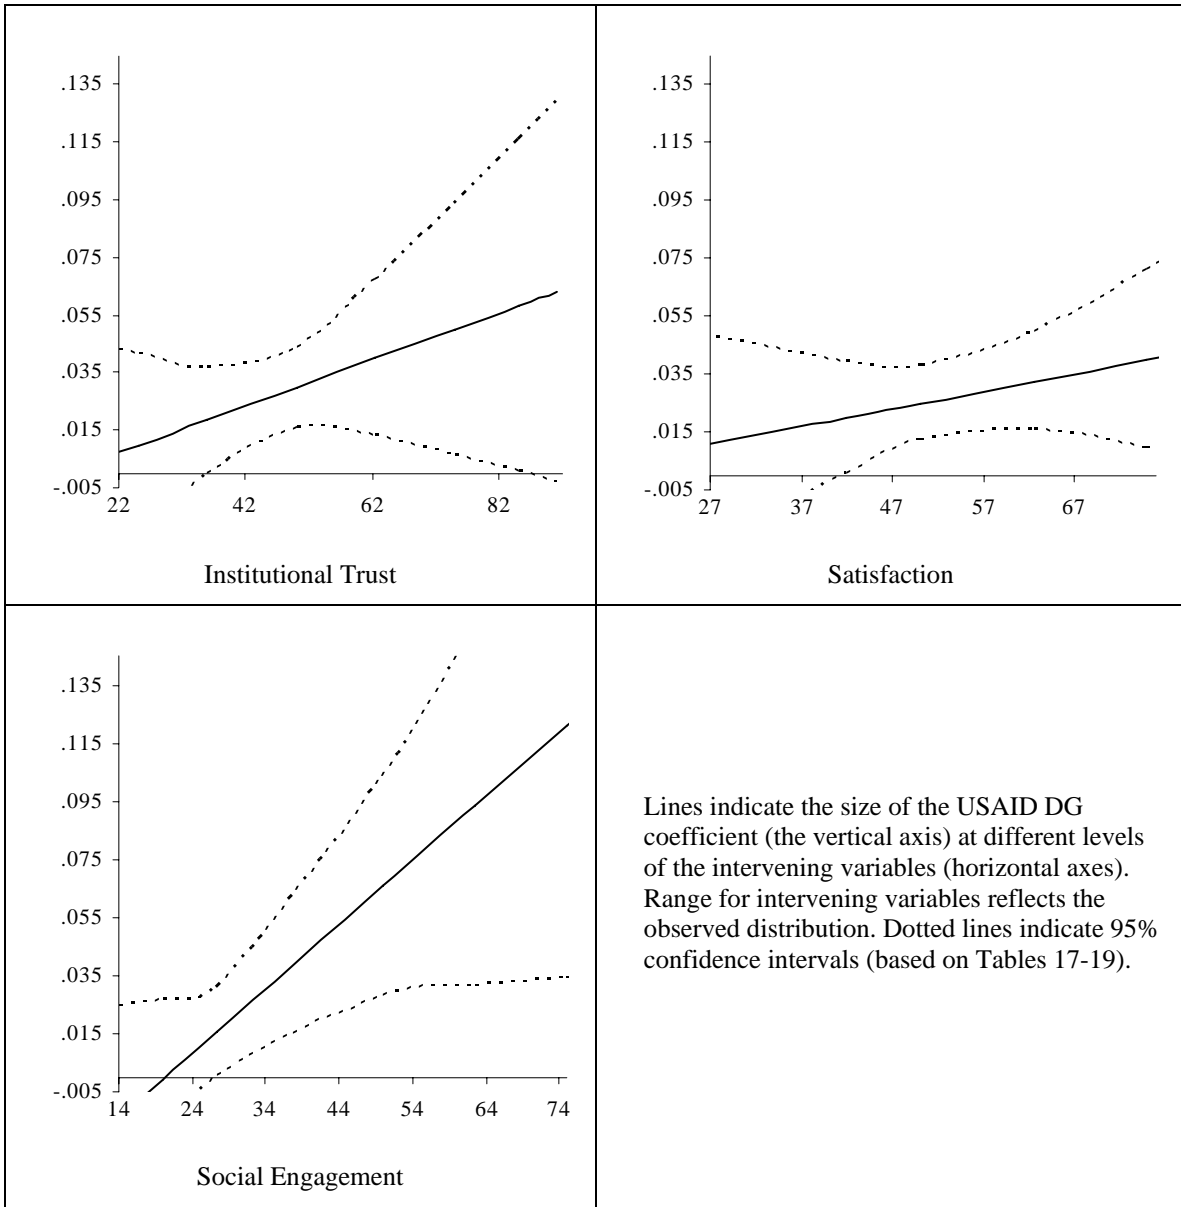 .135
.115
.095
.075
.055
.035
.015
-.005
22 42 62 82
Institutional Trust
.135
.115
.095
.075
.055
.035
.015
-.005
27 37 47 57 67
Satisfaction
.135
.115
.095
.075
.055
.035
.015
-.005
14 24 34 44 54 64 74
Social Engagement
Lines indicate the size of the USAID DG
coefficient (the vertical axis) at different levels
of the intervening variables (horizontal axes).
Range for intervening variables reflects the
observed distribution. Dotted lines indicate 95%
confidence intervals (based on Tables 17-19).